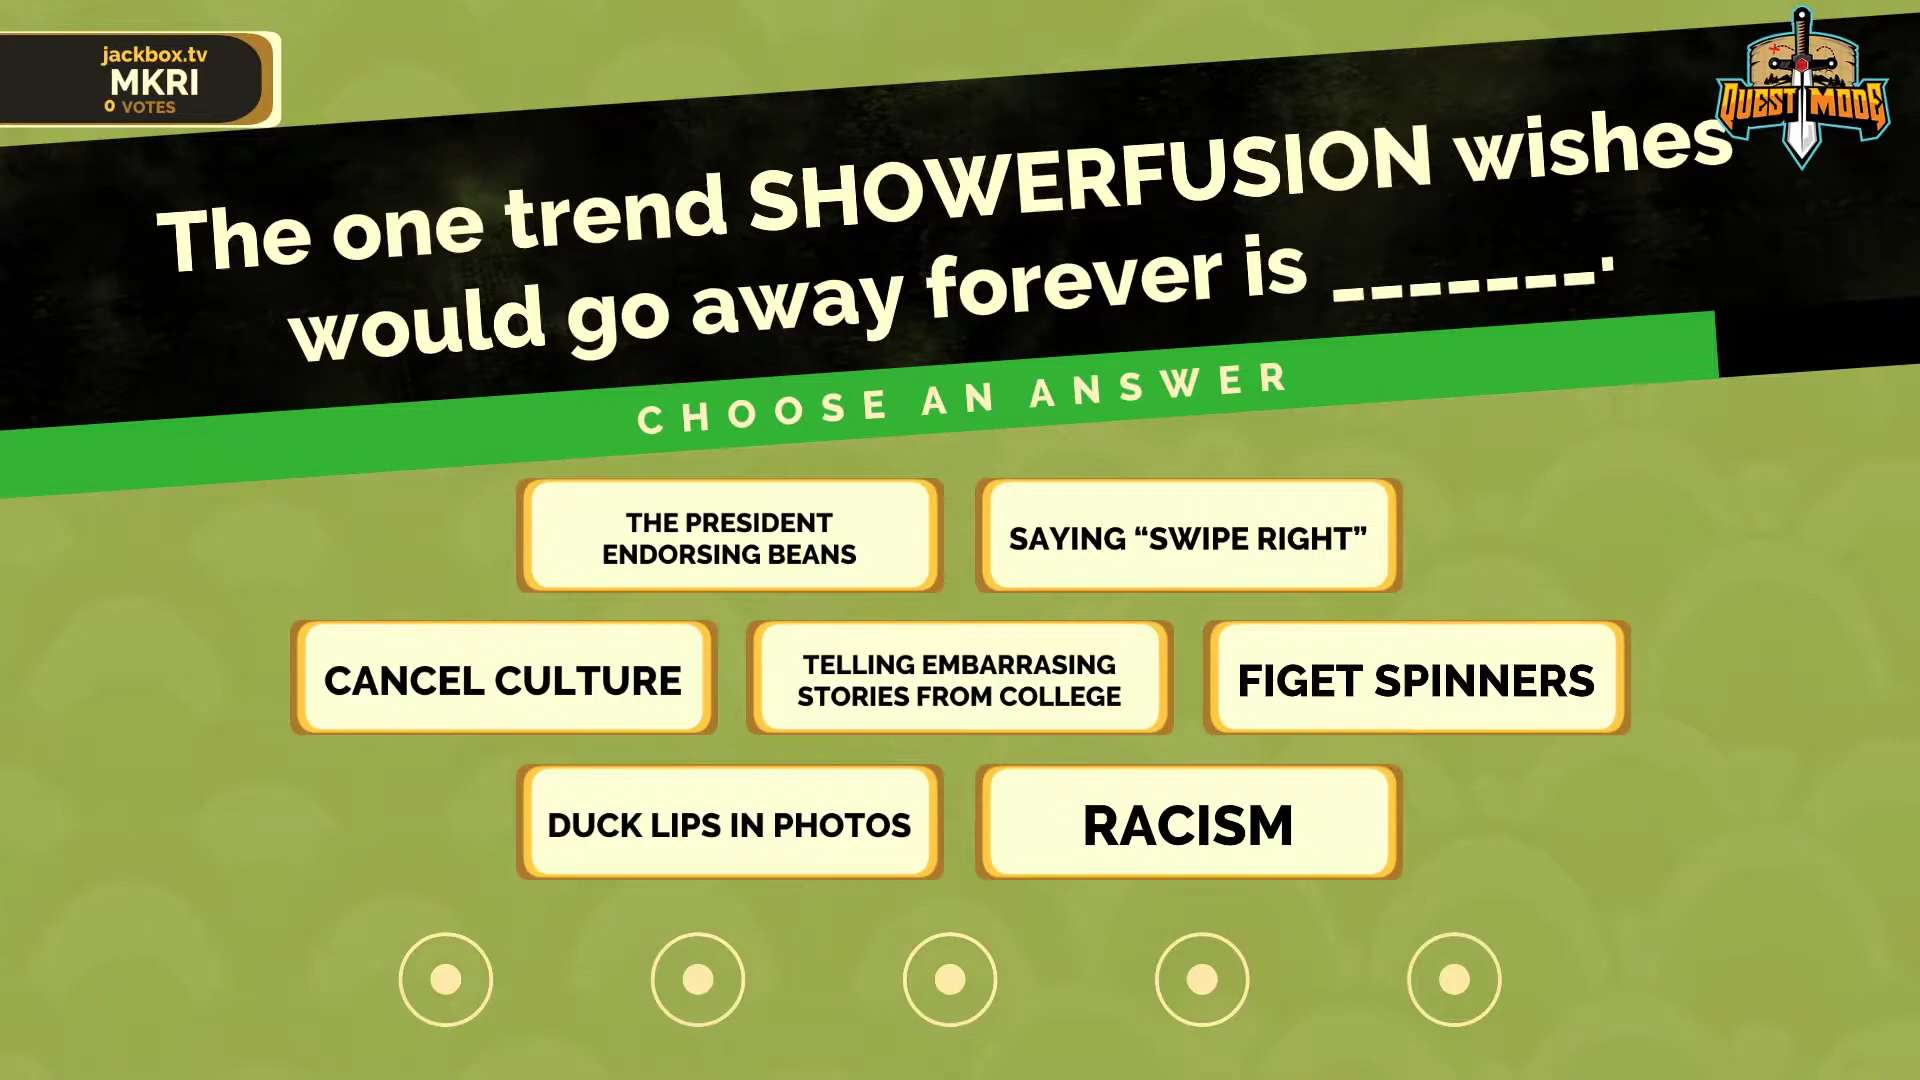 jackbox.tv
MKRI
0 VOTES
QUEST MODE
The one trend SHOWERFUSION wishes
would go away forever is _______.
CHOOSE AN ANSWER
THE PRESIDENT
ENDORSING BEANS
SAYING “SWIPE RIGHT”
CANCEL CULTURE
TELLING EMBARRASING
STORIES FROM COLLEGE
FIGET SPINNERS
DUCK LIPS IN PHOTOS
RACISM